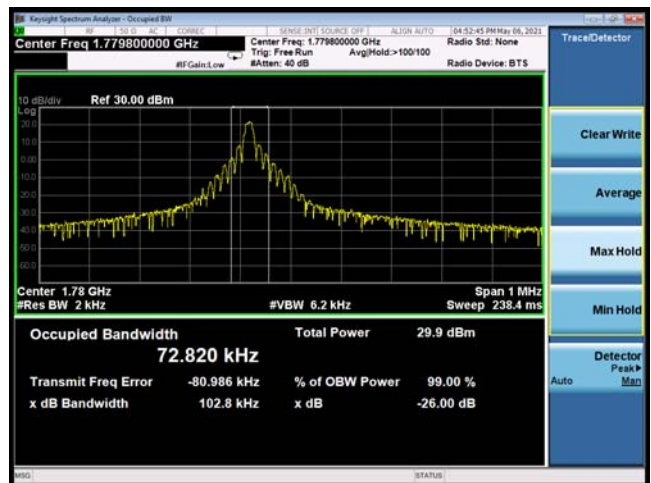 Keysight Spectrum Analyzer - Occupied BW
RF 50 Ω AC CORREC SENSE:INT SOURCE OFF ALIGN AUTO 04:52:45 PM May 06, 2021
Center Freq 1.779800000 GHz Center Freq: 1.779800000 GHz Radio Std: None
Trig: Free Run Avg|Hold:>100/100
#IFGain:Low #Atten: 40 dB Radio Device: BTS
Trace/Detector
10 dB/div Ref 30.00 dBm
Log
20.0
10.0
0.00
-10.0
-20.0
-30.0
-40.0
-50.0
-60.0
Center 1.78 GHz Span 1 MHz
#Res BW 2 kHz #VBW 6.2 kHz Sweep 238.4 ms
Occupied Bandwidth Total Power 29.9 dBm
72.820 kHz
Transmit Freq Error -80.986 kHz % of OBW Power 99.00 %
x dB Bandwidth 102.8 kHz x dB -26.00 dB
Clear Write
Average
Max Hold
Min Hold
Detector
Peak▶
Auto Man
MSG STATUS